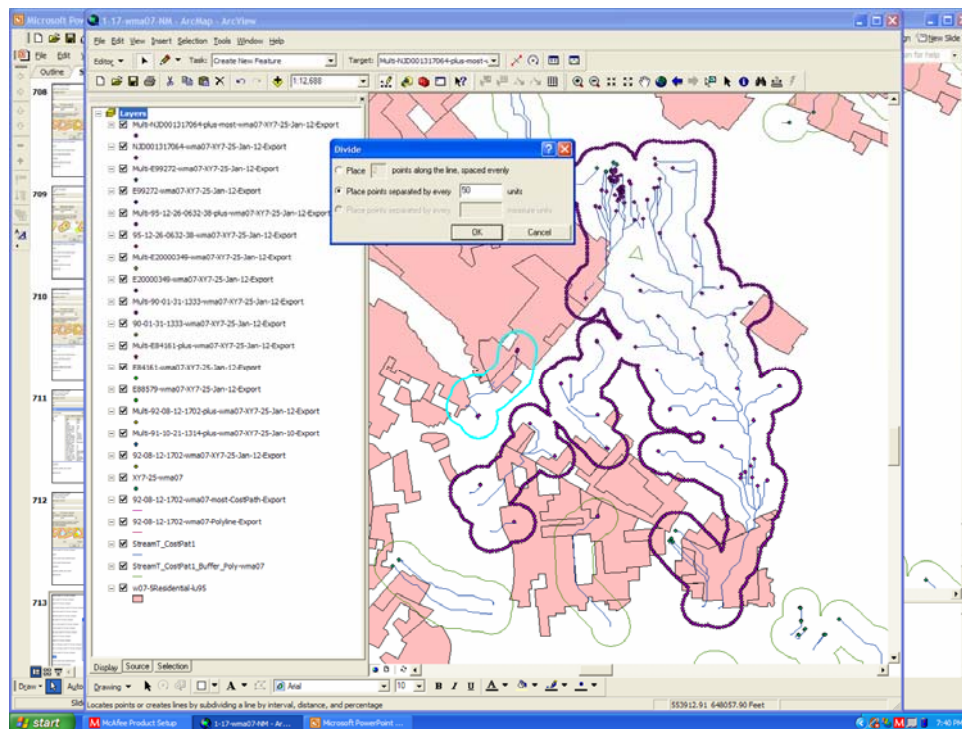 Microsoft Pow
1-17-wma07-NM - ArcMap - ArcView
File Edit View Insert Selection Tools Window Help
Editor Task: Create New Feature Target: Multi-NJD001317064-plus-most-v
1:12,688
New Slide
File Edit
Outline
708
709
710
711
712
713
Layers
Multi-NJD001317064-plus-most-wma07-XY7-25-Jan-12-Export
NJD001317064-wma07-XY7-25-Jan-12-Export
Multi-E99272-wma07-XY7-25-Jan-12-Export
E99272-wma07-XY7-25-Jan-12-Export
Multi-95-12-26-0632-38-plus-wma07-XY7-25-Jan-12-Export
95-12-26-0632-38-wma07-XY7-25-Jan-12-Export
Multi-E20000349-wma07-XY7-25-Jan-12-Export
E20000349-wma07-XY7-25-Jan-12-Export
Multi-90-01-31-1333-wma07-XY7-25-Jan-12-Export
90-01-31-1333-wma07-XY7-25-Jan-12-Export
Multi-E84161-plus-wma07-XY7-25-Jan-12-Export
E84161-wma07-XY7-25-Jan-12-Export
E88579-wma07-XY7-25-Jan-12-Export
Multi-92-08-12-1702-plus-wma07-XY7-25-Jan-12-Export
Multi-91-10-21-1314-plus-wma07-XY7-25-Jan-10-Export
92-08-12-1702-wma07-XY7-25-Jan-12-Export
XY7-25-wma07
92-08-12-1702-wma07-most-CostPath-Export
92-08-12-1702-wma07-Polyline-Export
StreamT_CostPat1
StreamT_CostPat1_Buffer_Poly-wma07
w07-SResidential-lu95
Divide
Place points along the line, spaced evenly
Place points separated by every 50 units
Place points separated by every measure units
OK Cancel
Display Source Selection
Draw Auto
Drawing Arial 10 B I U A
Locates points or creates lines by subdividing a line by interval, distance, and percentage 553912.91 648057.90 Feet
start McAfee Product Setup 1-17-wma07-NM - Ar... Microsoft PowerPoint ... 7:40 PM